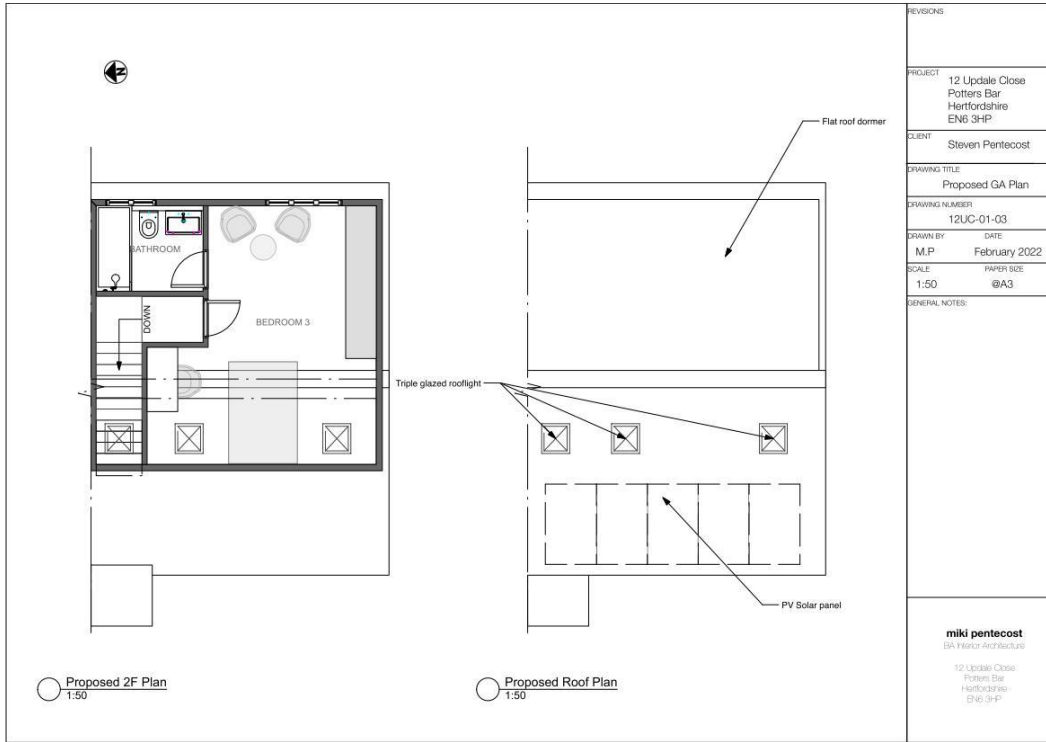 REVISIONS
PROJECT
12 Updale Close
Potters Bar
Hertfordshire
EN6 3HP
CLIENT
Steven Pentecost
DRAWING TITLE
Proposed GA Plan
DRAWING NUMBER
12UC-01-03
DRAWN BY DATE
M.P February 2022
SCALE PAPER SIZE
1:50 @A3
GENERAL NOTES:
N
Flat roof dormer
BATHROOM
DOWN
BEDROOM 3
Triple glazed rooflight
PV Solar panel
Proposed 2F Plan
1:50
Proposed Roof Plan
1:50
miki pentecost
BA Interior Architecture
12 Updale Close
Potters Bar
Hertfordshire
EN6 3HP